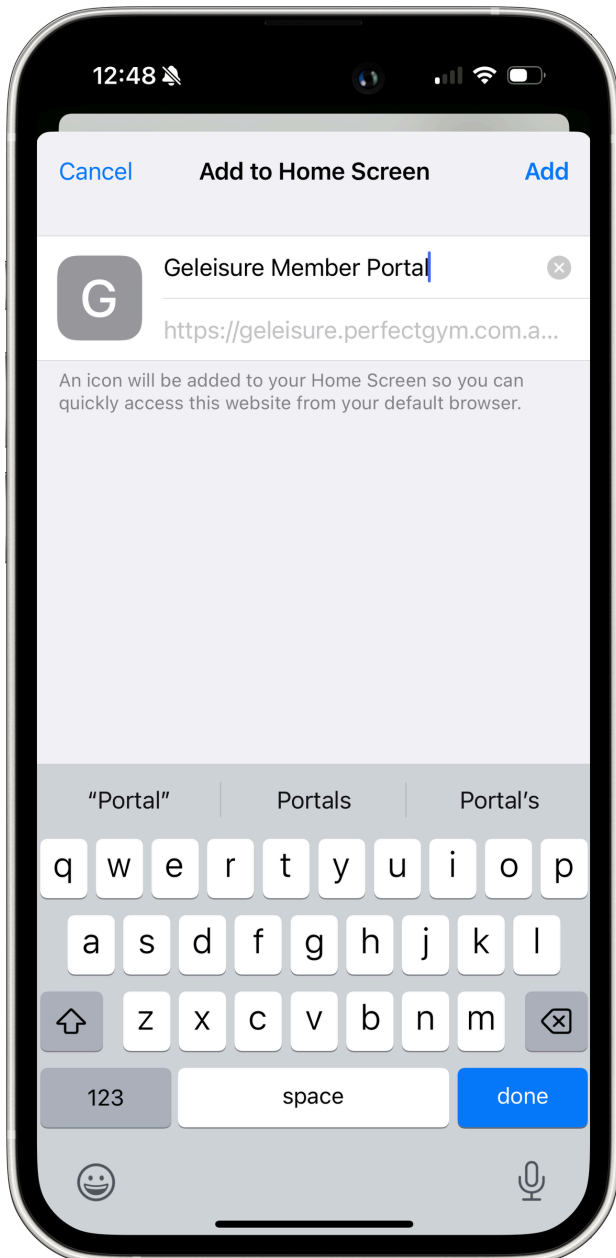 12:48
Cancel Add to Home Screen Add
G
Geleisure Member Portal
https://geleisure.perfectgym.com.a...
An icon will be added to your Home Screen so you can
quickly access this website from your default browser.
“Portal” Portals Portal's
q w e r t y u i o p
a s d f g h j k l
z x c v b n m
123 space done